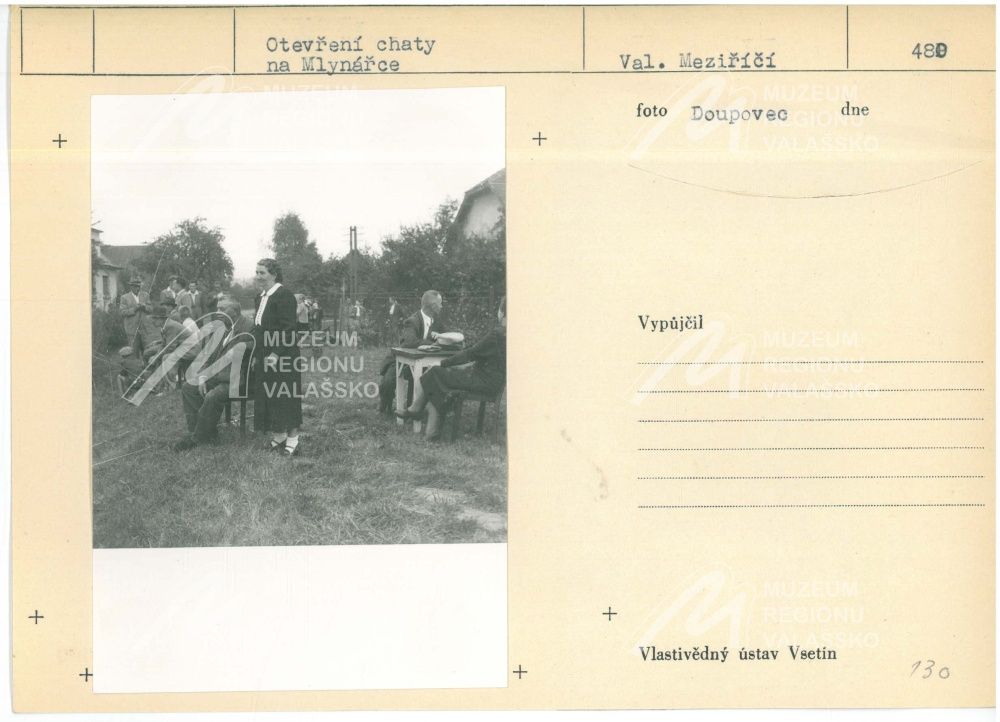 Otevření chaty
na Mlynářce
Val. Meziříčí
foto Doupovec dne
MUZEUM
REGIONU
VALAŠSKO
Vypůjčil
MUZEUM
REGIONU
VALAŠSKO
MUZEUM
REGIONU
VALAŠSKO
MUZEUM
REGIONU
VALAŠSKO
Vlastivědný ústav Vsetín
130